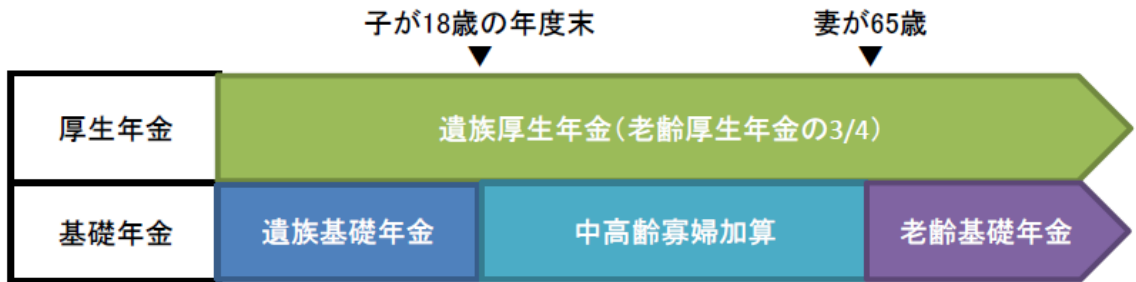 子が18歳の年度末
妻が65歳
▼
▼
厚生年金
遺族厚生年金(老齢厚生年金の3/4)
基礎年金
遺族基礎年金
中高齢寡婦加算
老齢基礎年金